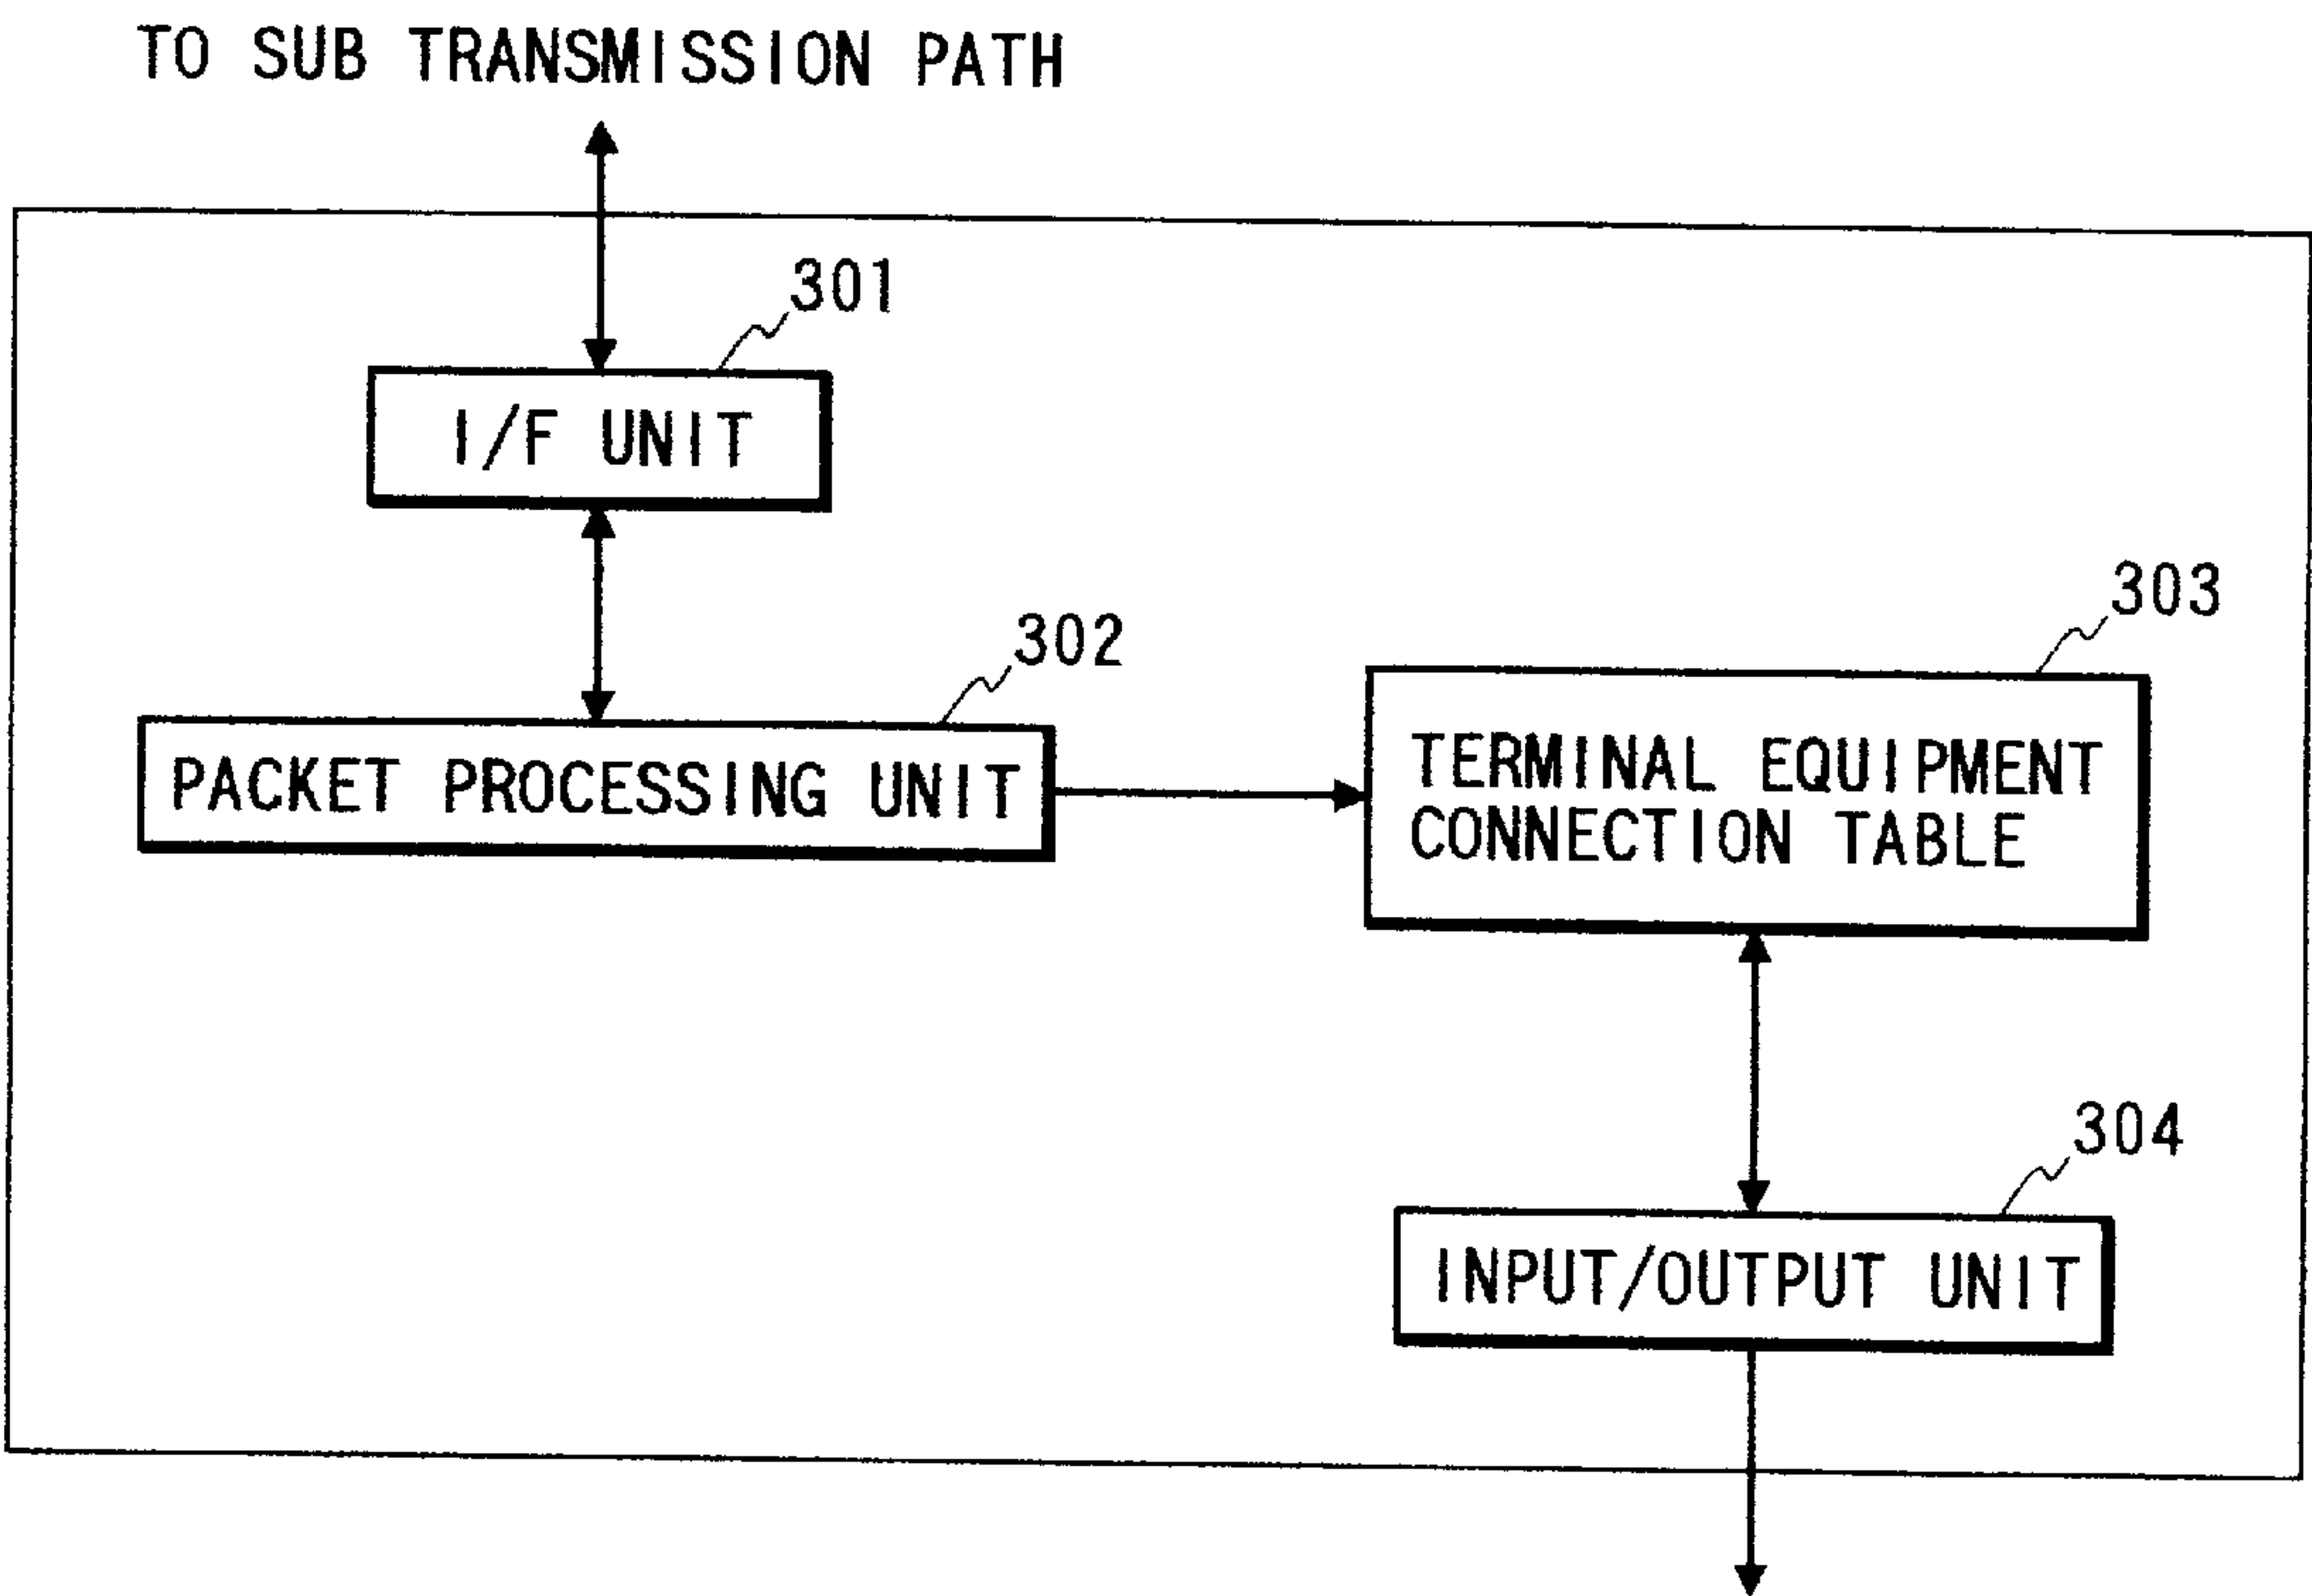 TO SUB TRANSMISSION PATH
301
I/F UNIT
302
PACKET PROCESSING UNIT
303
TERMINAL EQUIPMENT
CONNECTION TABLE
304
INPUT/OUTPUT UNIT